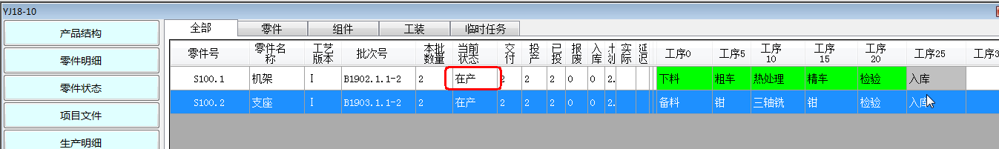 YJ18-10
产品结构
零件明细
零件状态
项目文件
生产明细
全部 零件 组件 工装 临时任务
零件号 零件名称 工艺版本 批次号 本批数量 当前状态 交付 投产 已投 报废 入库 实际 延迟 工序0 工序5 工序10 工序15 工序20 工序25 工序3
S100.1 机架 I B1902.1.1-2 2 在产 2 2 2 0 0 2. 下料 粗车 热处理 精车 检验 入库
S100.2 支座 I B1903.1.1-2 2 在产 2 2 2 0 0 2. 备料 钳 三轴铣 钳 检验 入库